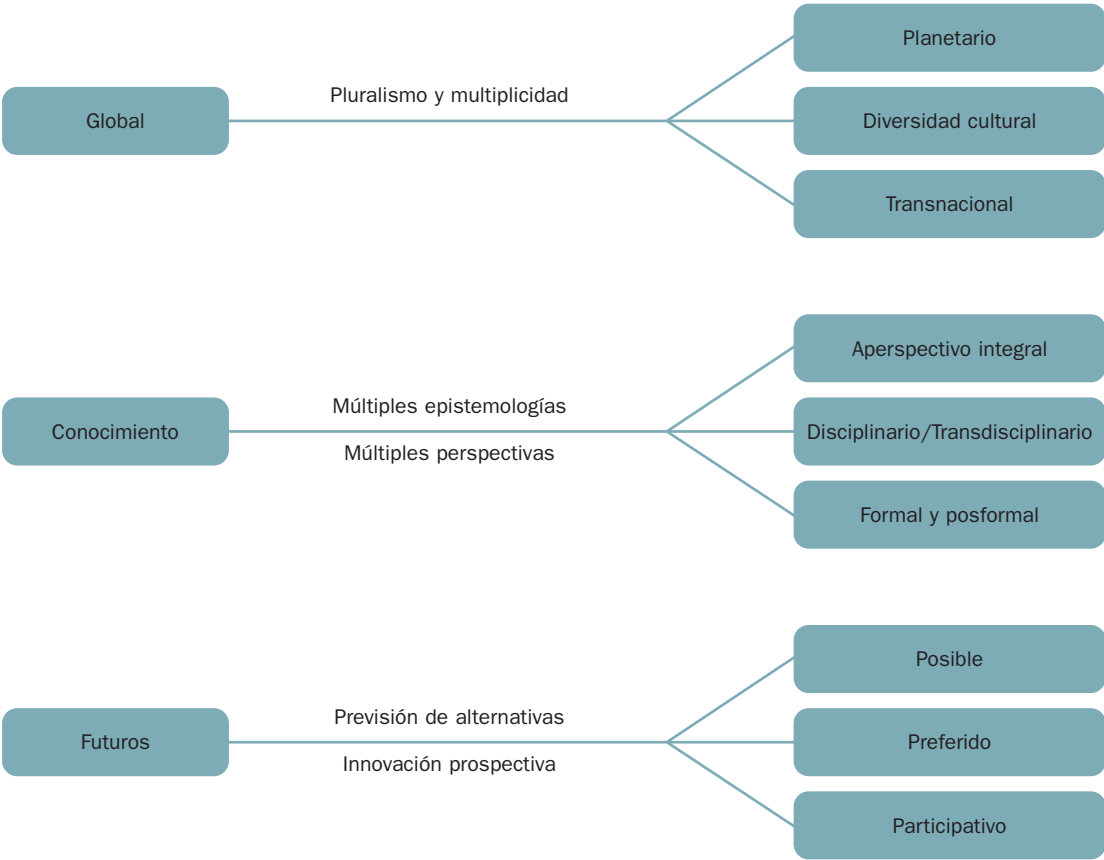 Planetario
Pluralismo y multiplicidad
Global
Diversidad cultural
Transnacional
Aperspectivo integral
Múltiples epistemologías
Conocimiento
Disciplinario/Transdisciplinario
Múltiples perspectivas
Formal y posformal
Posible
Previsión de alternativas
Futuros
Preferido
Innovación prospectiva
Participativo